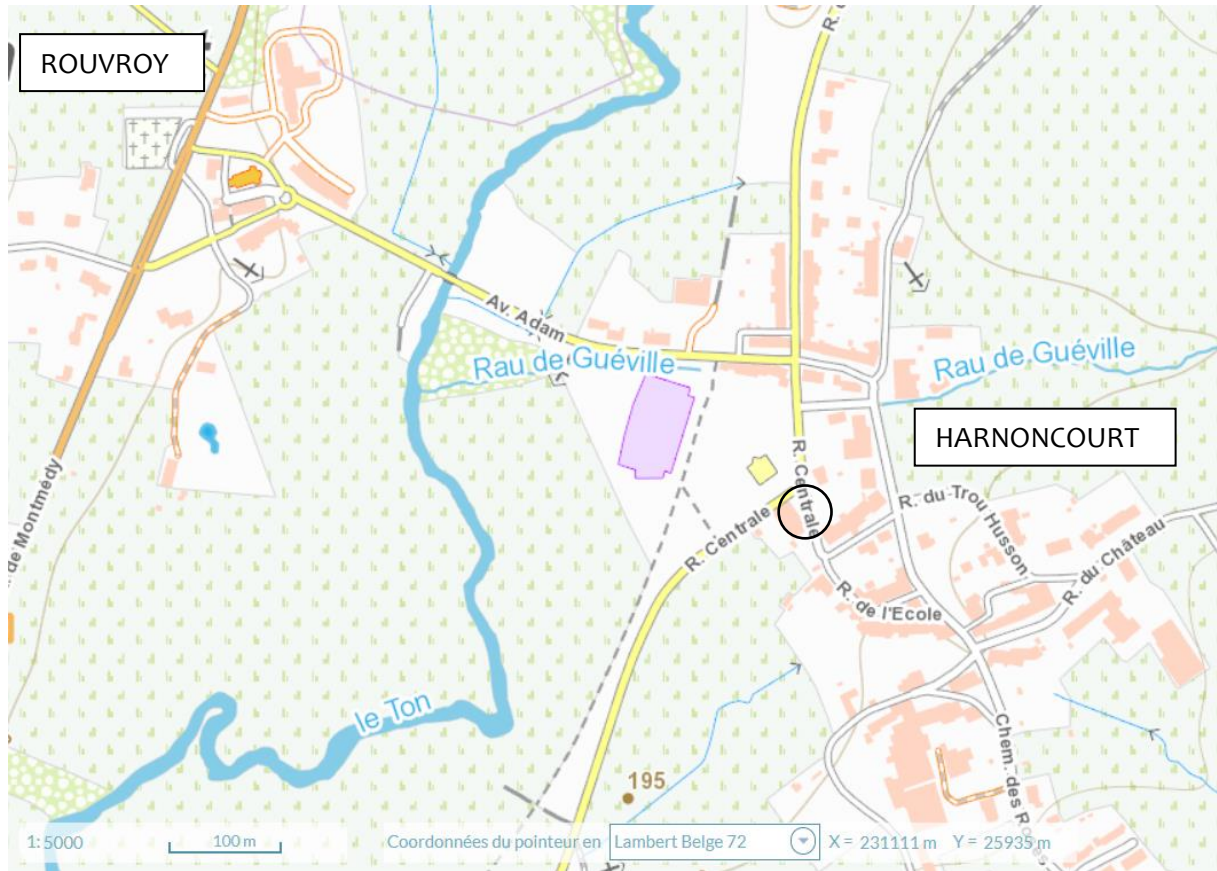 ROUVROY
Av. Adam
Rau de Guéville
Rau de Guéville
HARNONCOURT
R. Centrale
R. Centrale
R. du Trou Husson
R. du Château
R. de l'Ecole
de Montmédy
le Ton
Chem. des Ro
195
1: 5000
100 m
Coordonnées du pointeur en
Lambert Belge 72
X = 231111 m Y = 25935 m